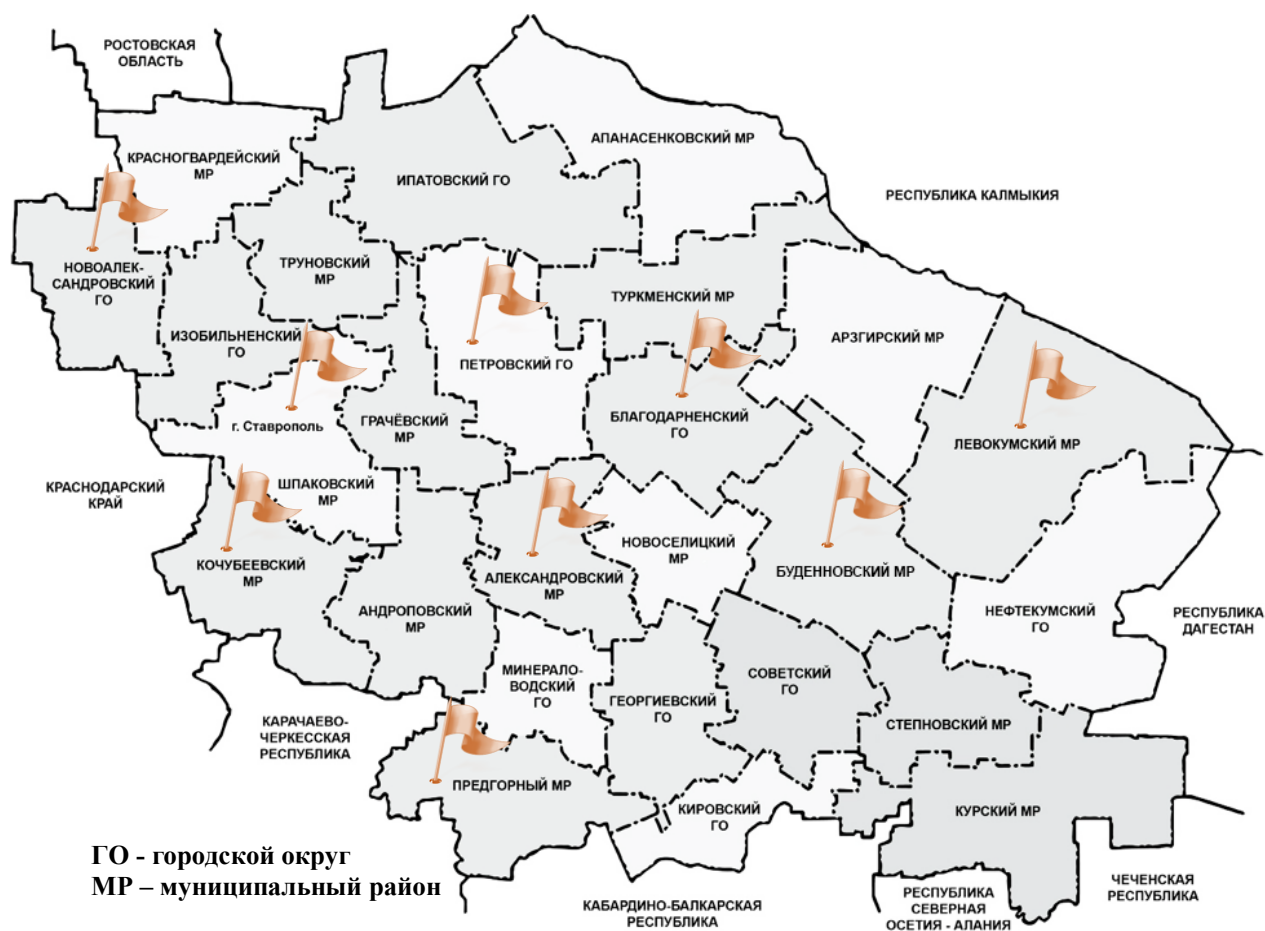 РОСТОВСКАЯ
ОБЛАСТЬ
АПАНАСЕНКОВСКИЙ МР
КРАСНОГВАРДЕЙСКИЙ
МР
ИПАТОВСКИЙ ГО
РЕСПУБЛИКА КАЛМЫКИЯ
НОВОАЛЕК-
САНДРОВСКИЙ
ГО
ТРУНОВСКИЙ
МР
ТУРКМЕНСКИЙ МР
ИЗОБИЛЬНЕНСКИЙ
ГО
АРЗГИРСКИЙ МР
ПЕТРОВСКИЙ ГО
БЛАГОДАРНЕНСКИЙ
ГО
г. Ставрополь
ГРАЧЁВСКИЙ
МР
ЛЕВОКУМСКИЙ МР
КРАСНОДАРСКИЙ
КРАЙ
ШПАКОВСКИЙ
МР
НОВОСЕЛИЦКИЙ
МР
КОЧУБЕЕВСКИЙ
МР
АЛЕКСАНДРОВСКИЙ
МР
БУДЕННОВСКИЙ МР
АНДРОПОВСКИЙ
МР
НЕФТЕКУМСКИЙ
ГО
РЕСПУБЛИКА
ДАГЕСТАН
МИНЕРАЛО-
ВОДСКИЙ
ГО
СОВЕТСКИЙ
ГО
ГЕОРГИЕВСКИЙ
ГО
КАРАЧАЕВО-
ЧЕРКЕССКАЯ
РЕСПУБЛИКА
СТЕПНОВСКИЙ МР
ПРЕДГОРНЫЙ МР
КИРОВСКИЙ
ГО
КУРСКИЙ МР
ГО - городской округ
МР – муниципальный район
КАБАРДИНО-БАЛКАРСКАЯ
РЕСПУБЛИКА
РЕСПУБЛИКА
СЕВЕРНАЯ
ОСЕТИЯ - АЛАНИЯ
ЧЕЧЕНСКАЯ
РЕСПУБЛИКА